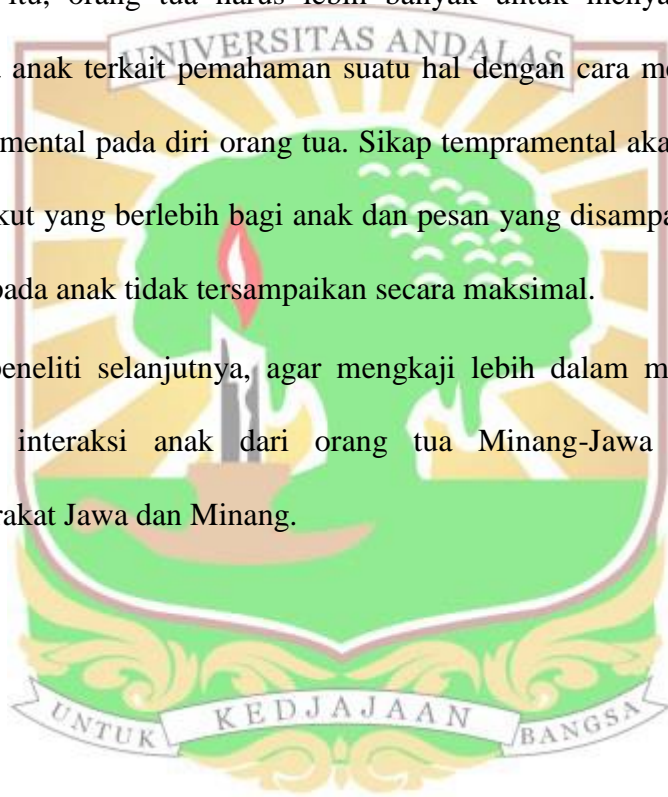 itu, orang tua harus lebih banyak untuk menya
UNIVERSITAS ANDALAS
anak terkait pemahaman suatu hal dengan cara me
mental pada diri orang tua. Sikap tempramental aka
kut yang berlebih bagi anak dan pesan yang disampa
pada anak tidak tersampaikan secara maksimal.
peneliti selanjutnya, agar mengkaji lebih dalam m
interaksi anak dari orang tua Minang-Jawa
rakat Jawa dan Minang.
UNTUK KEDJAJAAN BANGSA